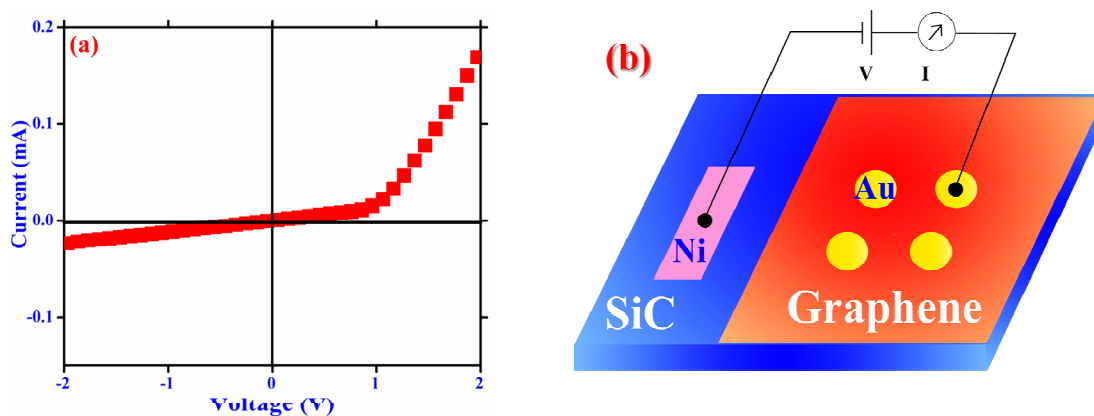 (a)
0.2
0.1
0.0
-0.1
Current (mA)
-2
-1
0
1
2
Voltage (V)
(b)
V
I
Au
Ni
SiC
Graphene